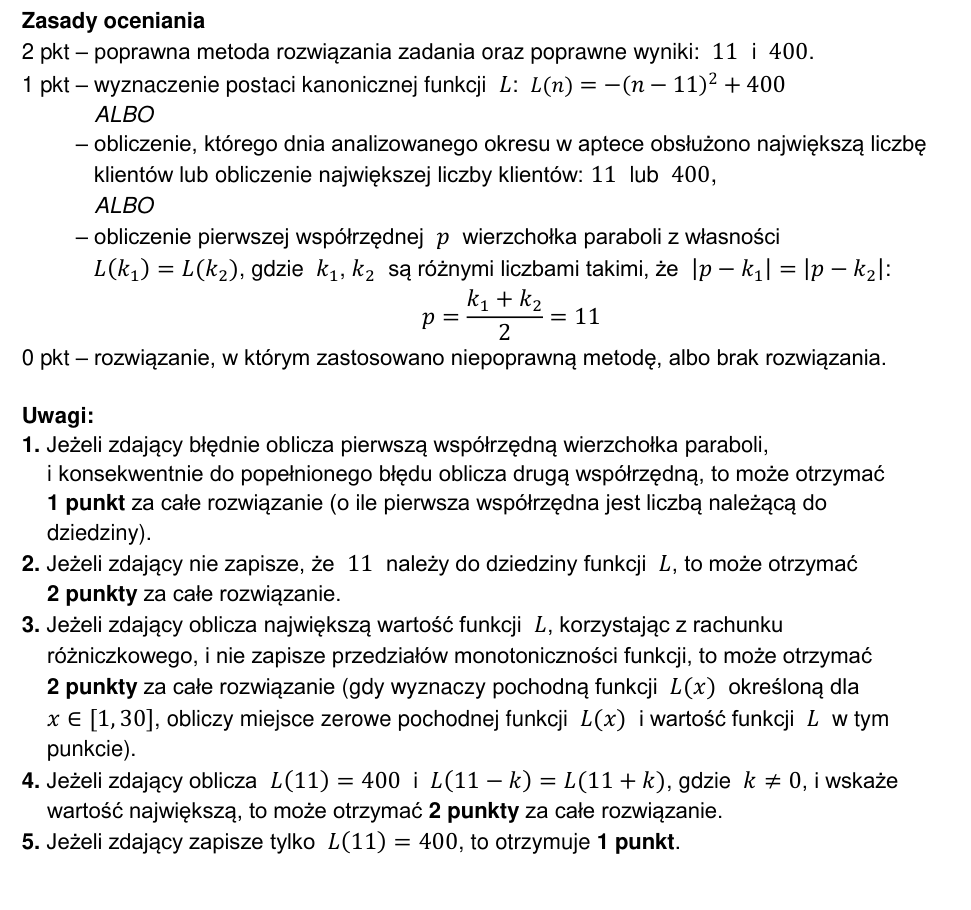 Zasady oceniania
2 pkt – poprawna metoda rozwiązania zadania oraz poprawne wyniki: 11 i 400.
1 pkt – wyznaczenie postaci kanonicznej funkcji L: L(n) = −(n − 11)² + 400
ALBO
– obliczenie, którego dnia analizowanego okresu w aptece obsłużono największą liczbę
klientów lub obliczenie największej liczby klientów: 11 lub 400,
ALBO
– obliczenie pierwszej współrzędnej p wierzchołka paraboli z własności
L(k₁) = L(k₂), gdzie k₁, k₂ są różnymi liczbami takimi, że |p − k₁| = |p − k₂|:
p = (k₁ + k₂)/2 = 11
0 pkt – rozwiązanie, w którym zastosowano niepoprawną metodę, albo brak rozwiązania.
Uwagi:
1. Jeżeli zdający błędnie oblicza pierwszą współrzędną wierzchołka paraboli,
i konsekwentnie do popełnionego błędu oblicza drugą współrzędną, to może otrzymać
1 punkt za całe rozwiązanie (o ile pierwsza współrzędna jest liczbą należącą do
dziedziny).
2. Jeżeli zdający nie zapisze, że 11 należy do dziedziny funkcji L, to może otrzymać
2 punkty za całe rozwiązanie.
3. Jeżeli zdający oblicza największą wartość funkcji L, korzystając z rachunku
różniczkowego, i nie zapisze przedziałów monotoniczności funkcji, to może otrzymać
2 punkty za całe rozwiązanie (gdy wyznaczy pochodną funkcji L(x) określoną dla
x ∈ [1, 30], obliczy miejsce zerowe pochodnej funkcji L(x) i wartość funkcji L w tym
punkcie).
4. Jeżeli zdający oblicza L(11) = 400 i L(11 − k) = L(11 + k), gdzie k ≠ 0, i wskaże
wartość największą, to może otrzymać 2 punkty za całe rozwiązanie.
5. Jeżeli zdający zapisze tylko L(11) = 400, to otrzymuje 1 punkt.